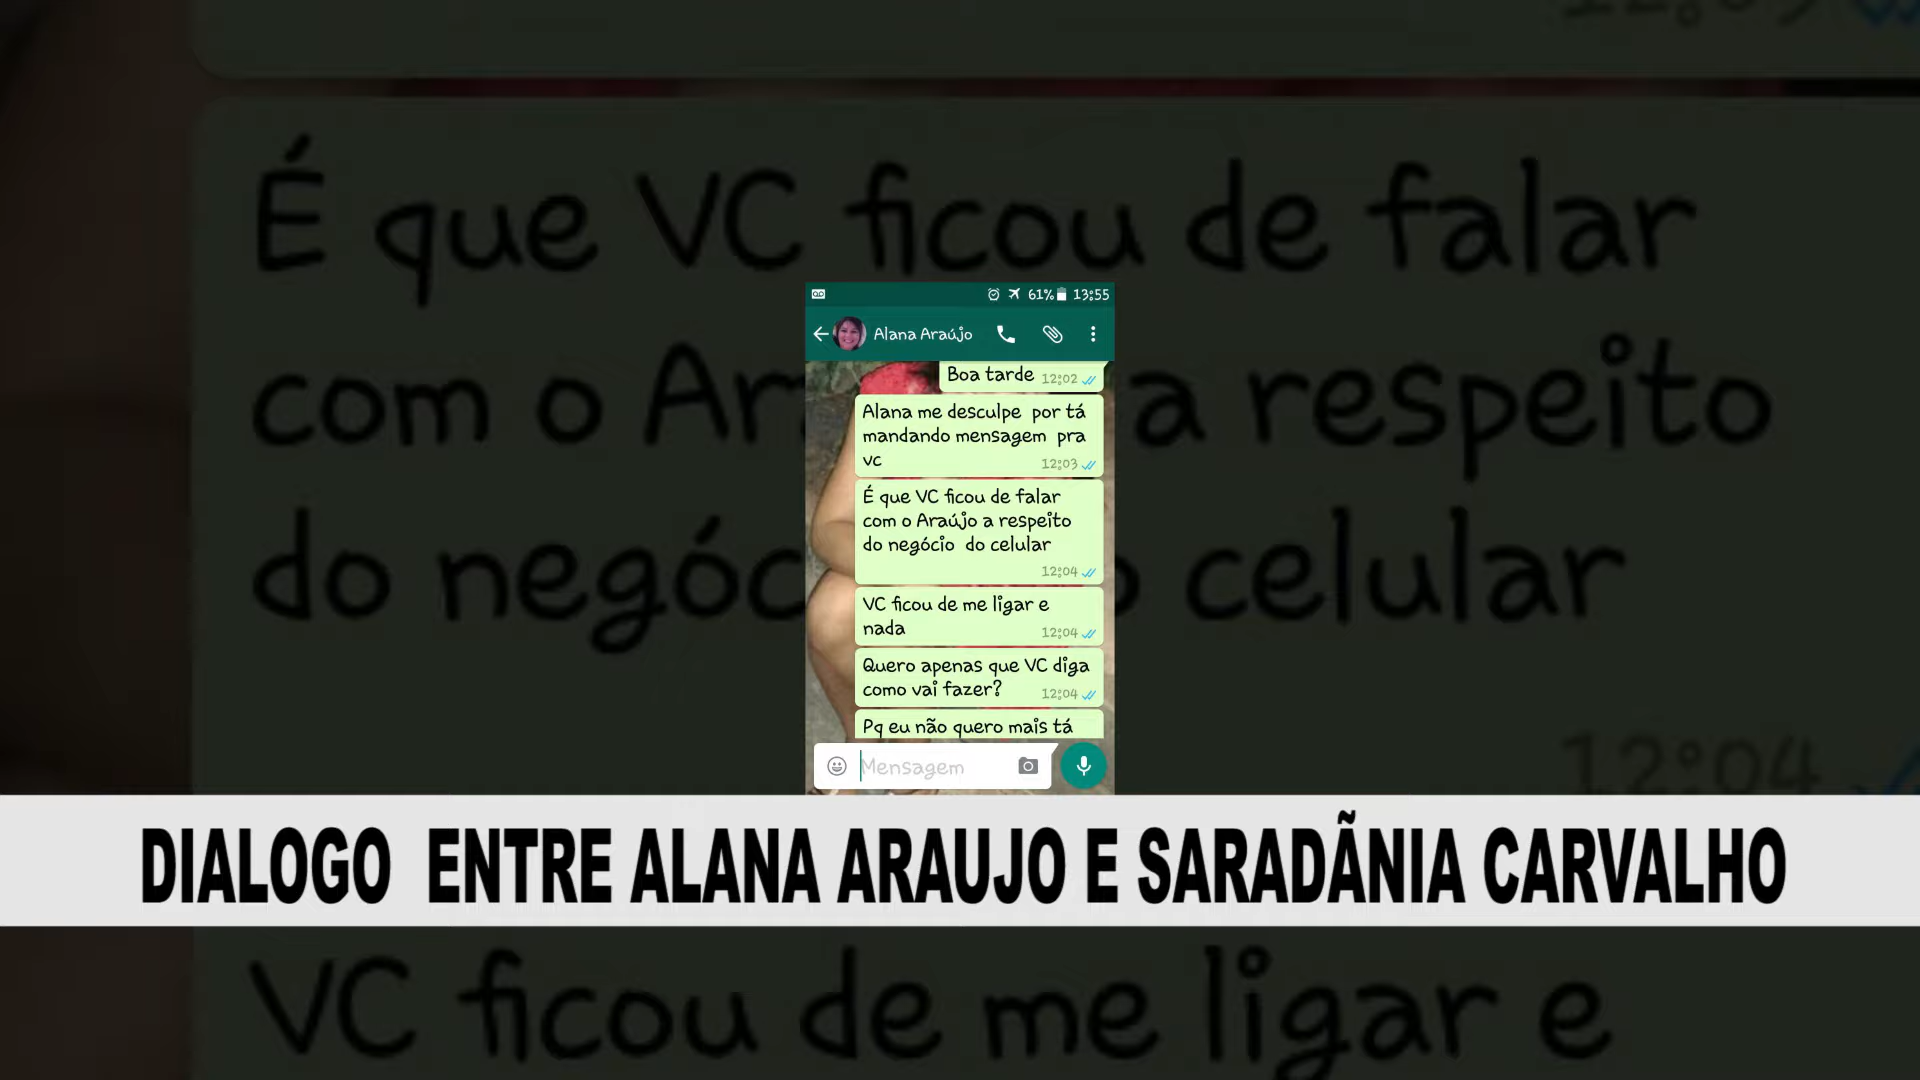 61% 13:55
Alana Araújo
Boa tarde 12:02
Alana me desculpe por tá
mandando mensagem pra
vc 12:03
É que VC ficou de falar
com o Araújo a respeito
do negócio do celular
12:04
VC ficou de me ligar e
nada 12:04
Quero apenas que VC diga
como vai fazer? 12:04
Pq eu não quero mais tá
Mensagem
DIALOGO ENTRE ALANA ARAUJO E SARADÃNIA CARVALHO
12:03
É que VC ficou de falar
com o Ar a respeito
do negóc o celular
12:04
VC ficou de me ligar e